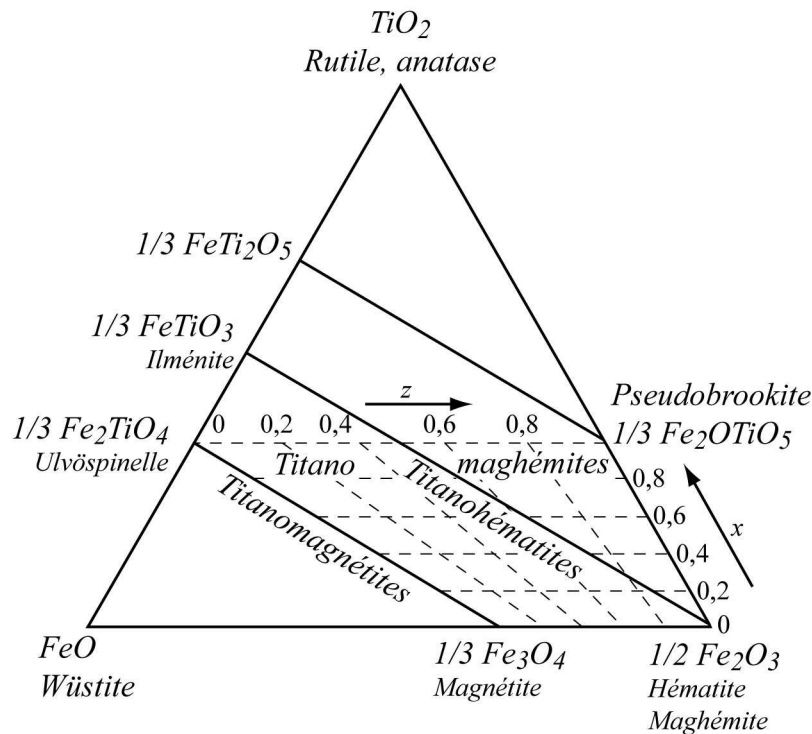 TiO2
Rutile, anatase
1/3 FeTi2O5
1/3 FeTiO3
Ilménite
z
Pseudobrookite
1/3 Fe2OTiO5
0 0,2 0,4 0,6 0,8
1/3 Fe2TiO4
Ulvöspinelle
Titano maghémites
Titanohématites
Titanomagnétites
x
0,8
0,6
0,4
0,2
0
FeO
Wüstite
1/3 Fe3O4
Magnétite
1/2 Fe2O3
Hématite
Maghémite